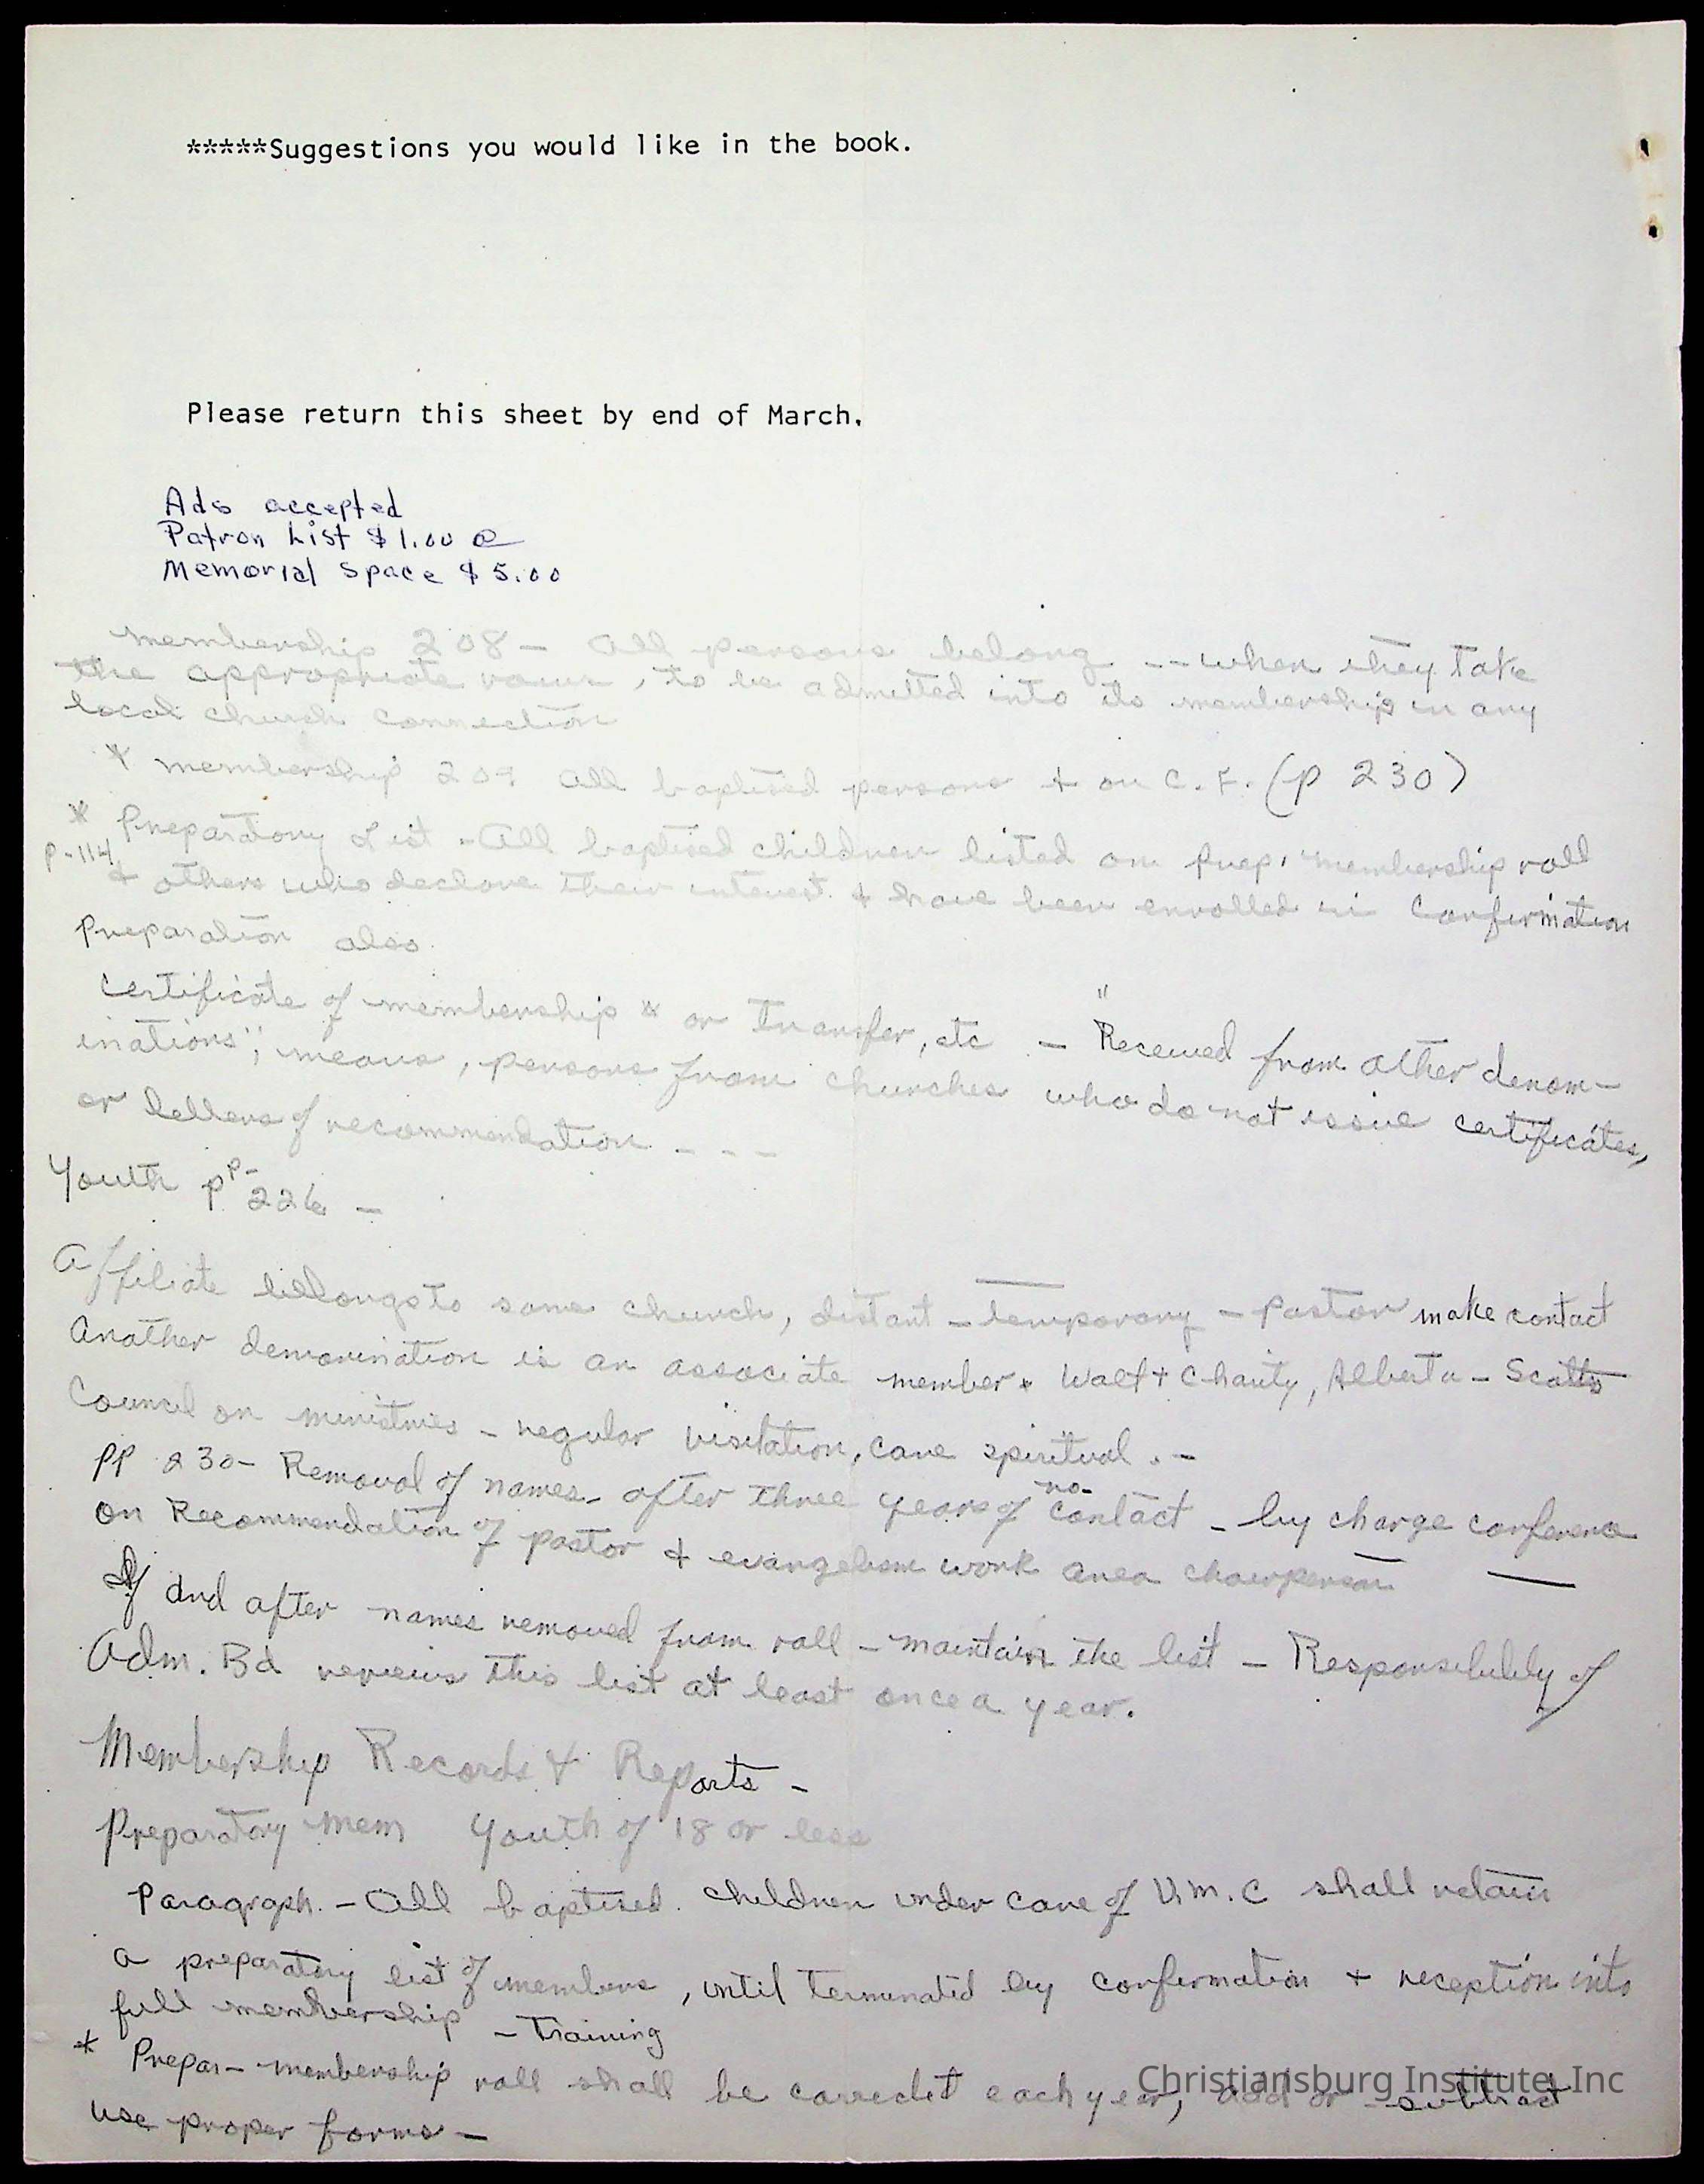 *****Suggestions you would like in the book.
Please return this sheet by end of March.
Ads accepted
Patron List $1.00 @
Memorial Space $5.00
membership 208 - All persons belong --- when they take
the appropriate vows, to be admitted into its membership in any
local church connection
* membership 209 All baptised persons + on C.F. (p 230)
* Preparatory List - All baptised children listed on prep. membership roll
P-114 & others who declare their interest & have been enrolled in Confirmation
Preparation also.
Certificate of membership * or Transfer, etc - "Received from other denom-
inations"; means, persons from churches who do not issue certificates,
or letters of recommendation - - -
Youth pp- 226 -
Affiliate belongs to same church, distant - temporary - Pastor make contact
Another denomination is an associate member * Walt + Charity, Alberta - Scotts
Council on ministries - regular visitation, care spiritual. -
PP 230 - Removal of names - after three years of no- contact - by charge conference
on Recommendation of pastor & evangelism work area chairperson —
If and after names removed from roll - maintain the list - Responsibility of
Adm. Bd reviews this list at least once a year.
Membership Records & Reports -
Preparatory Mem Youth of 18 or less
Paragraph. - All baptised children under care of U.M.C shall retain
a preparatory list of members, until terminated by confirmation + reception into
full membership - Training
* Prepar- membership roll shall be corrected each year, add or subtract
use proper forms -
Christiansburg Institute, Inc